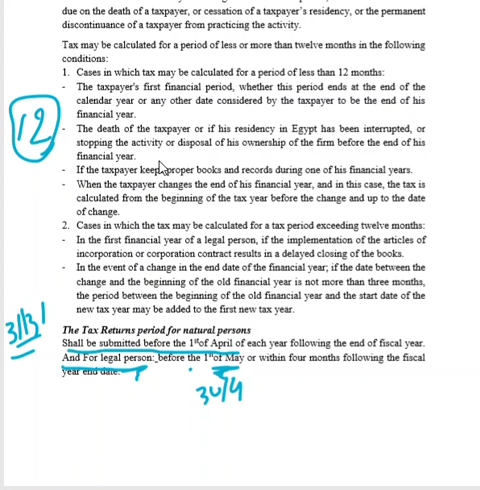 due on the death of a taxpayer, or cessation of a taxpayer's residency, or the permanent
discontinuance of a taxpayer from practicing the activity.
Tax may be calculated for a period of less or more than twelve months in the following
conditions:
1. Cases in which tax may be calculated for a period of less than 12 months:
- The taxpayer's first financial period, whether this period ends at the end of the
calendar year or any other date considered by the taxpayer to be the end of his
financial year.
12
- The death of the taxpayer or if his residency in Egypt has been interrupted, or
stopping the activity or disposal of his ownership of the firm before the end of his
financial year.
- If the taxpayer keep proper books and records during one of his financial years.
- When the taxpayer changes the end of his financial year, and in this case, the tax is
calculated from the beginning of the tax year before the change and up to the date
of change.
2. Cases in which the tax may be calculated for a tax period exceeding twelve months:
- In the first financial year of a legal person, if the implementation of the articles of
incorporation or corporation contract results in a delayed closing of the books.
- In the event of a change in the end date of the financial year; if the date between the
change and the beginning of the old financial year is not more than three months,
the period between the beginning of the old financial year and the start date of the
new tax year may be added to the first new tax year.
31/3
The Tax Returns period for natural persons
Shall be submitted before the 1st of April of each year following the end of fiscal year.
And For legal person: before the 1st of May or within four months following the fiscal
year end date.
30/4